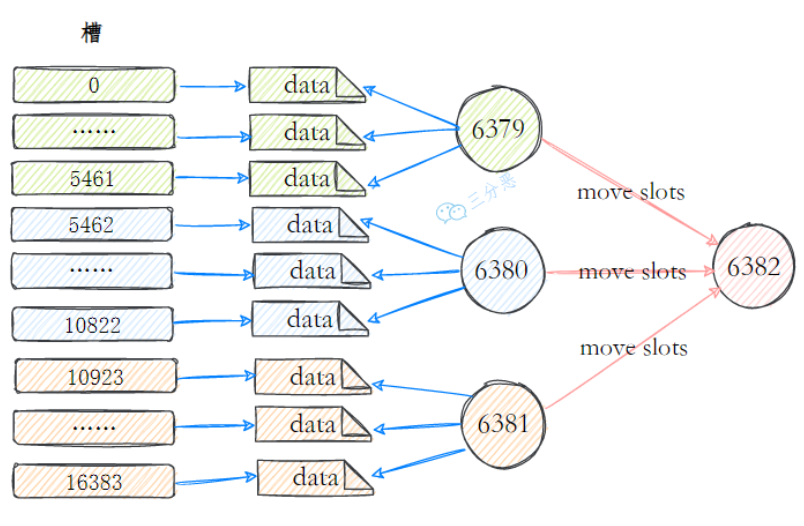 槽
0
data
6379
……
data
5461
data
三分恶
move slots
5462
data
……
data
6380
move slots
6382
10822
data
move slots
10923
data
……
data
6381
16383
data